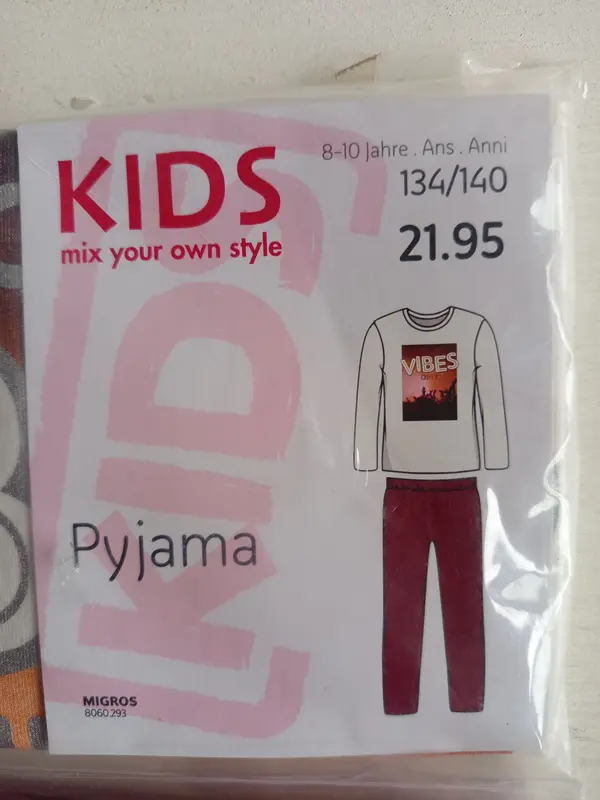 KIDS
mix your own style
8-10 Jahre . Ans . Anni
134/140
21.95
VIBES
Pyjama
MIGROS
8060.293
KIDS